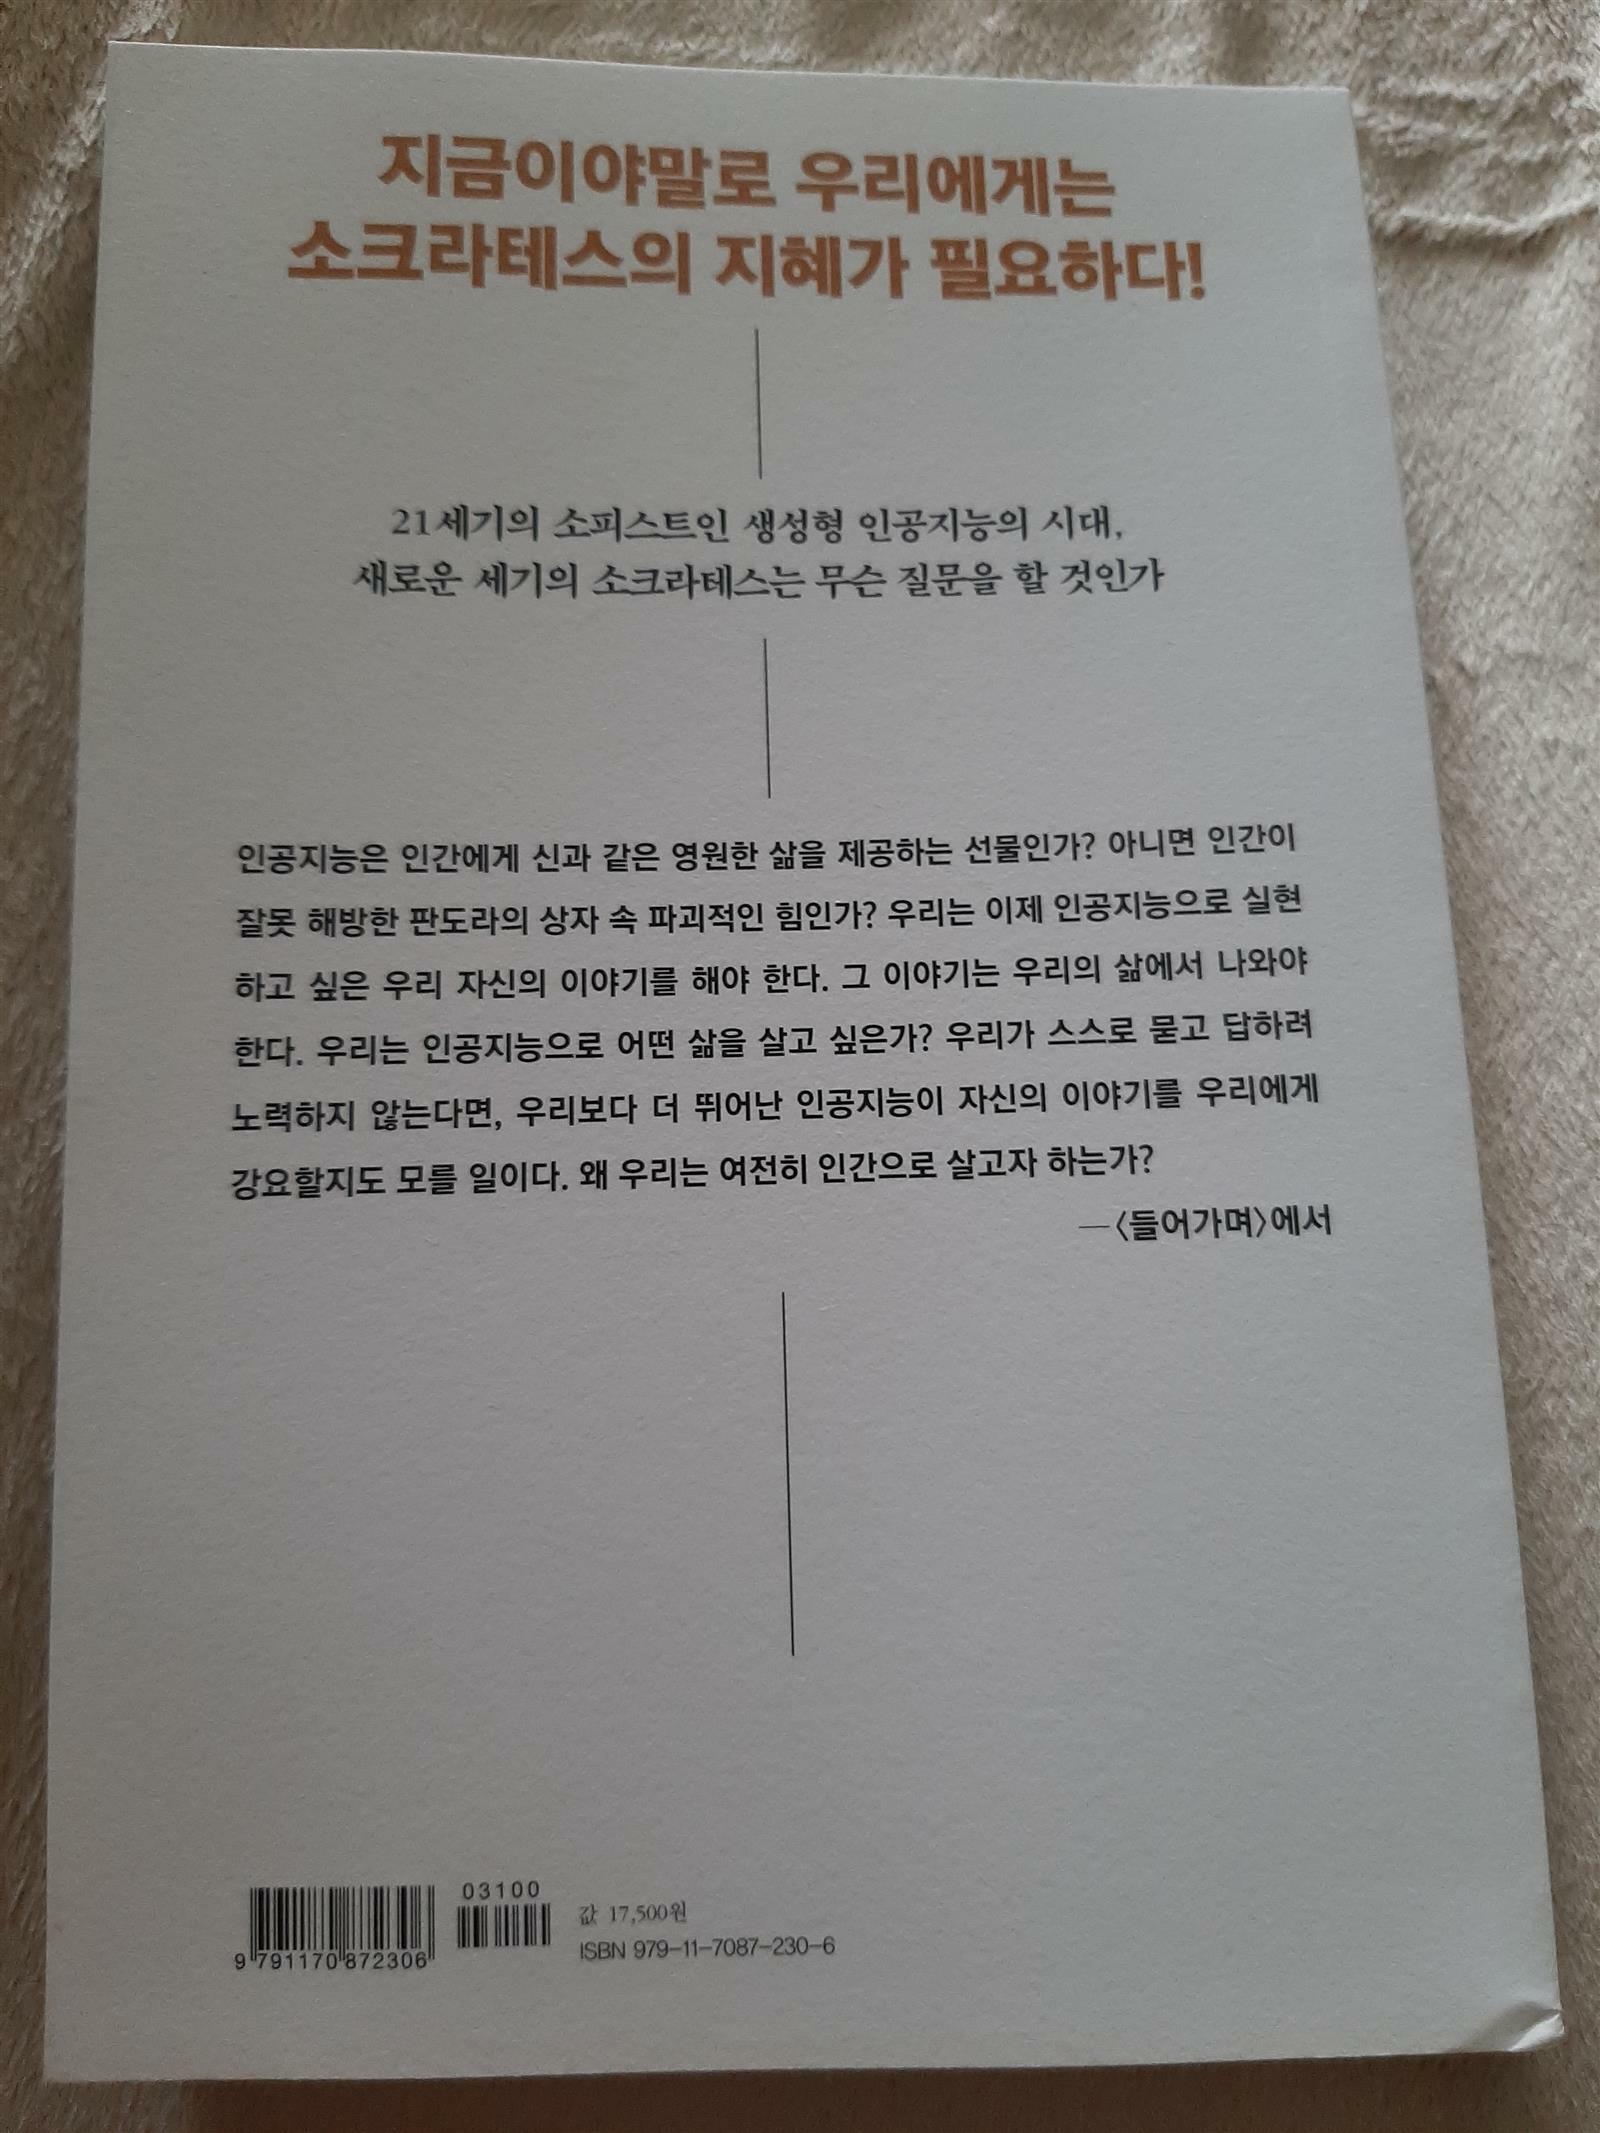 지금이야말로 우리에게는
소크라테스의 지혜가 필요하다!
21세기의 소피스트인 생성형 인공지능의 시대,
새로운 세기의 소크라테스는 무슨 질문을 할 것인가
인공지능은 인간에게 신과 같은 영원한 삶을 제공하는 선물인가? 아니면 인간이
잘못 해방한 판도라의 상자 속 파괴적인 힘인가? 우리는 이제 인공지능으로 실현
하고 싶은 우리 자신의 이야기를 해야 한다. 그 이야기는 우리의 삶에서 나와야
한다. 우리는 인공지능으로 어떤 삶을 살고 싶은가? 우리가 스스로 묻고 답하려
노력하지 않는다면, 우리보다 더 뛰어난 인공지능이 자신의 이야기를 우리에게
강요할지도 모를 일이다. 왜 우리는 여전히 인간으로 살고자 하는가?
—〈들어가며〉에서
03100
값 17,500원
9 791170 872306
ISBN 979-11-7087-230-6